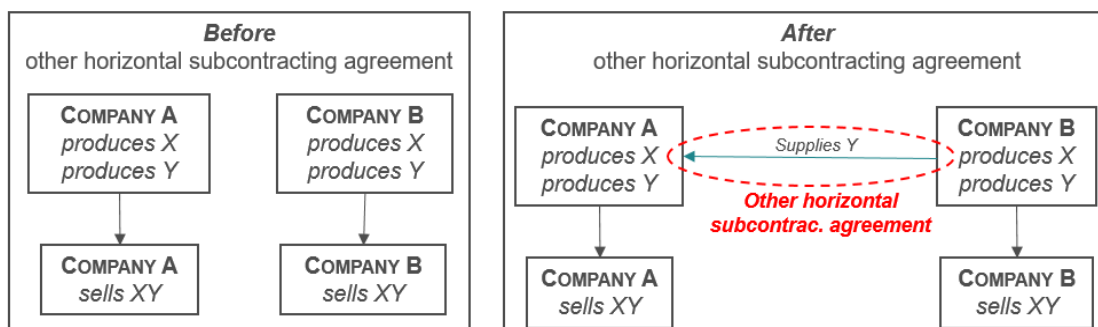 Before
other horizontal subcontracting agreement
COMPANY A
produces X
produces Y
COMPANY B
produces X
produces Y
COMPANY A
sells XY
COMPANY B
sells XY
After
other horizontal subcontracting agreement
COMPANY A
produces X
produces Y
Supplies Y
COMPANY B
produces X
produces Y
Other horizontal
subcontrac. agreement
COMPANY A
sells XY
COMPANY B
sells XY